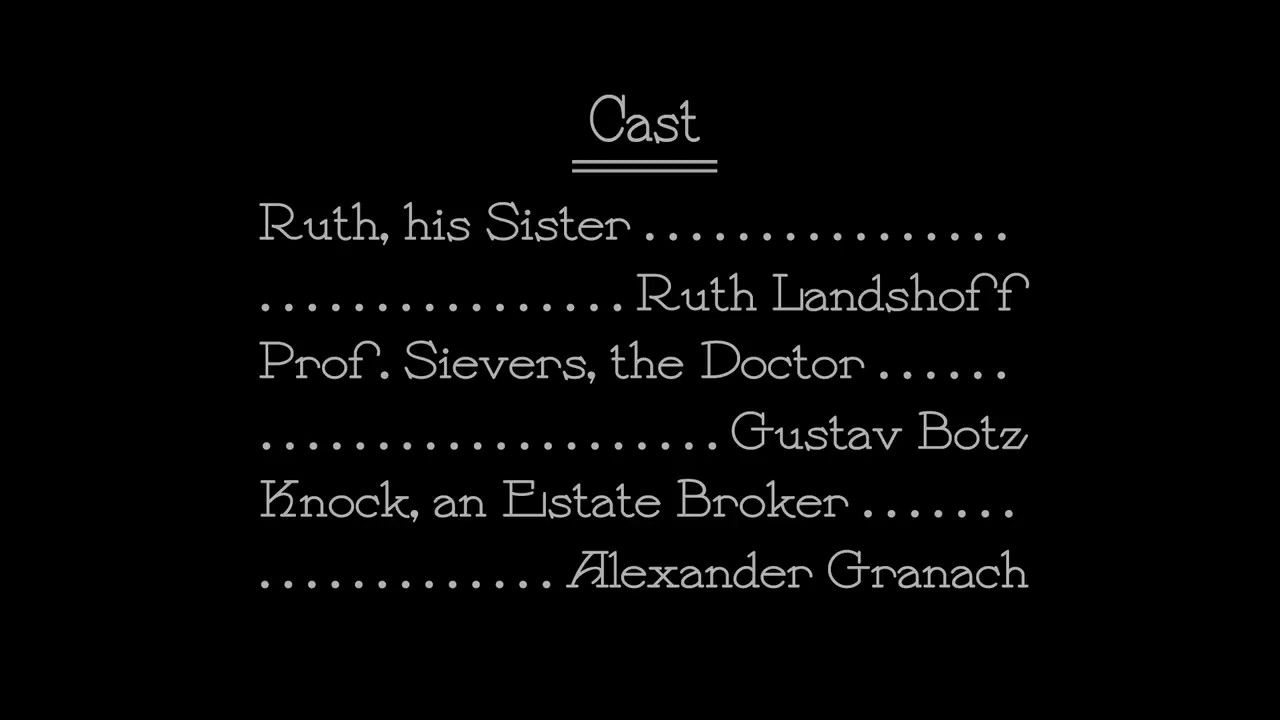 Cast
Ruth, his Sister . . . . . . . . . . . . . . . .
. . . . . . . . . . . . . . . . Ruth Landshoff
Prof. Sievers, the Doctor . . . . . .
. . . . . . . . . . . . . . . . . . . . Gustav Botz
Knock, an Estate Broker . . . . . . .
. . . . . . . . . . . . . Alexander Granach